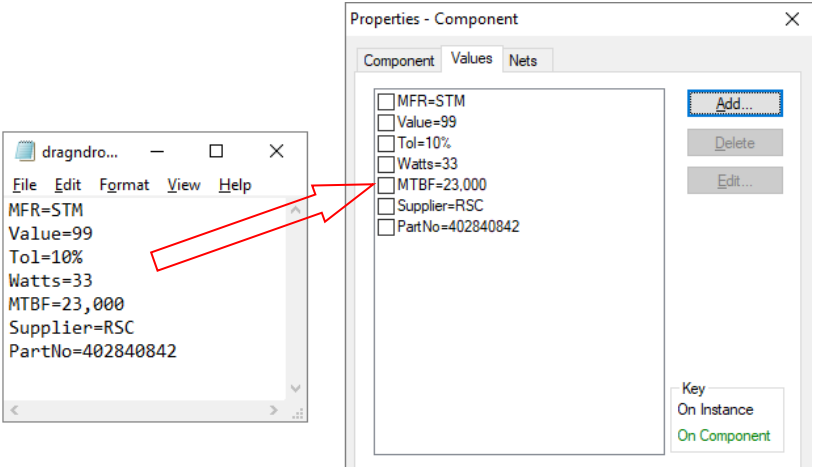 dragndro...
File Edit Format View Help
MFR=STM
Value=99
Tol=10%
Watts=33
MTBF=23,000
Supplier=RSC
PartNo=402840842
Properties - Component
Component Values Nets
MFR=STM
Value=99
Tol=10%
Watts=33
MTBF=23,000
Supplier=RSC
PartNo=402840842
Add...
Delete
Edit...
Key
On Instance
On Component